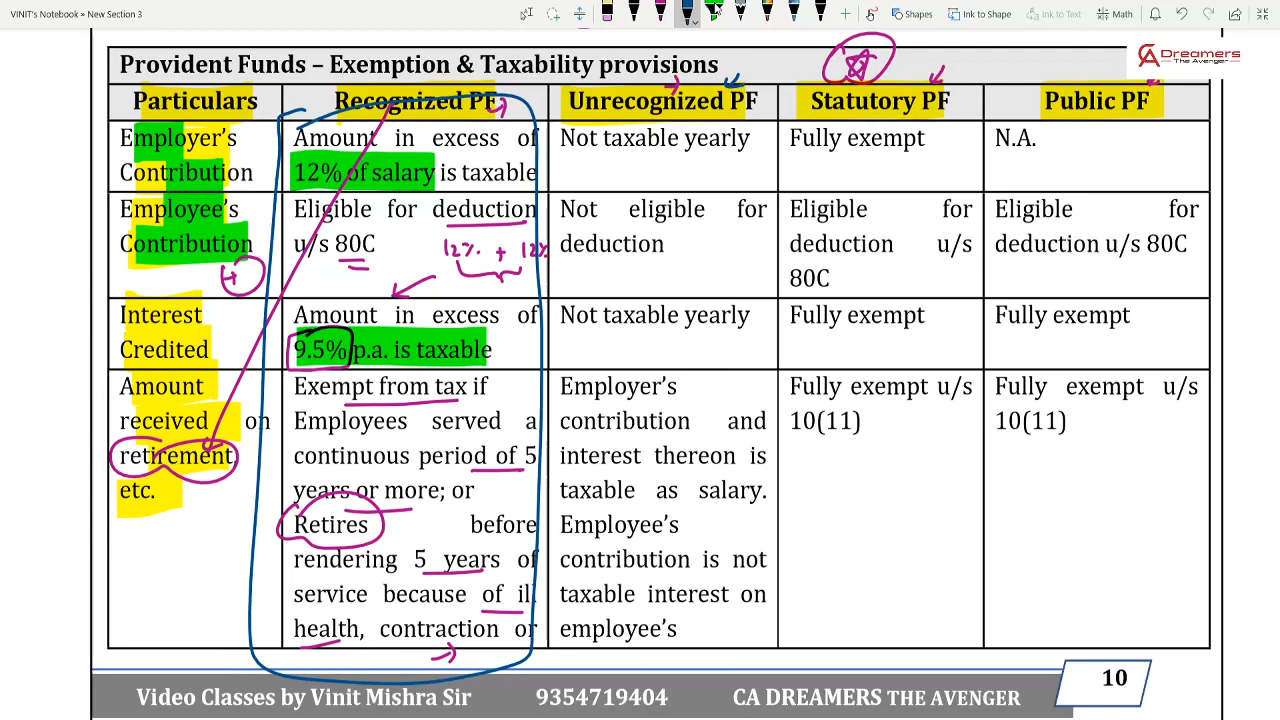 VINIT's Notebook » New Section 3
Shapes
Ink to Shape
Ink to Text
Math
Dreamers
The Avenger
Provident Funds – Exemption & Taxability provisions
Particulars
Recognized PF
Unrecognized PF
Statutory PF
Public PF
Employer's
Contribution
Amount in excess of
12% of salary is taxable
Not taxable yearly
Fully exempt
N.A.
Employee's
Contribution
Eligible for deduction
u/s 80C
12% + 12%
Not eligible for
deduction
Eligible for
deduction u/s
80C
Eligible for
deduction u/s 80C
Interest
Credited
Amount in excess of
9.5% p.a. is taxable
Not taxable yearly
Fully exempt
Fully exempt
Amount
received on
retirement
etc.
Exempt from tax if
Employees served a
continuous period of 5
years or more; or
Retires before
rendering 5 years of
service because of ill
health, contraction or
Employer's
contribution and
interest thereon is
taxable as salary.
Employee's
contribution is not
taxable interest on
employee's
Fully exempt u/s
10(11)
Fully exempt u/s
10(11)
10
Video Classes by Vinit Mishra Sir 9354719404 CA DREAMERS THE AVENGER